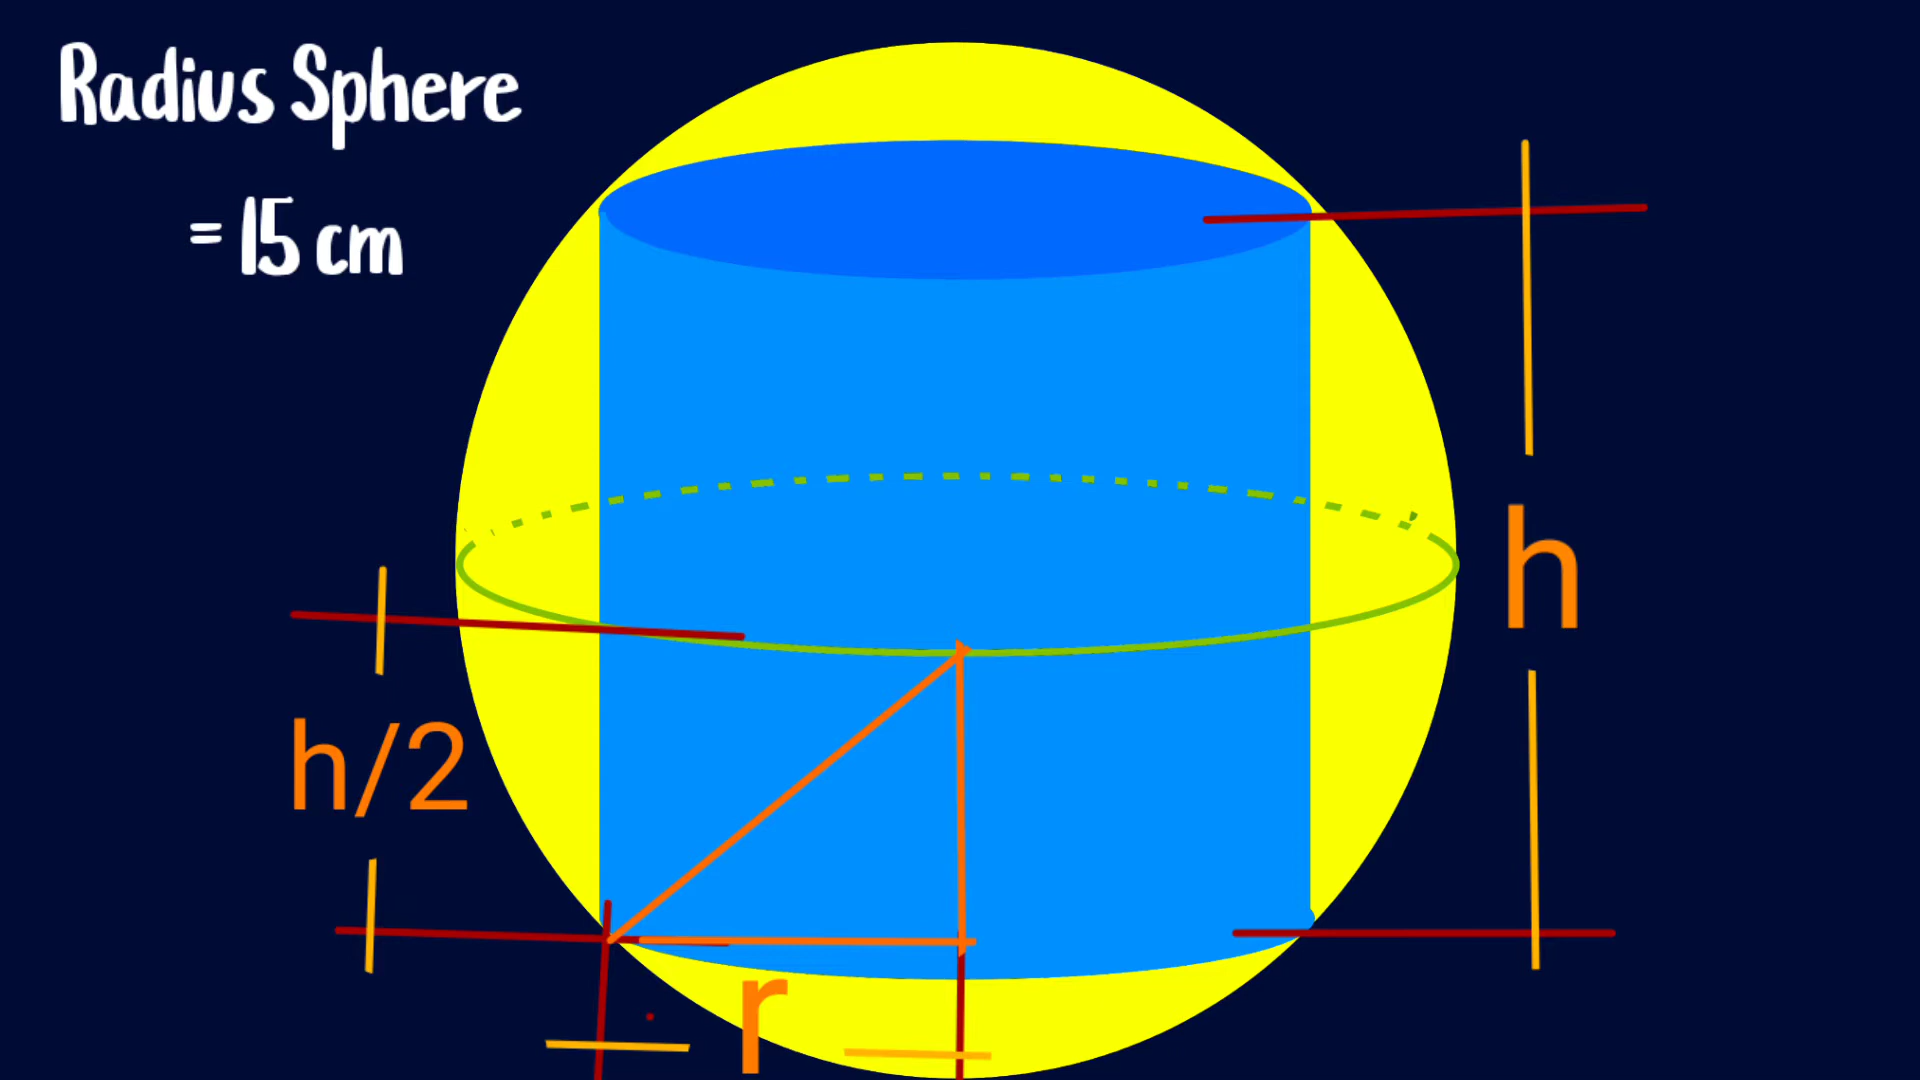 Radius Sphere
= 15 cm
h
h/2
r